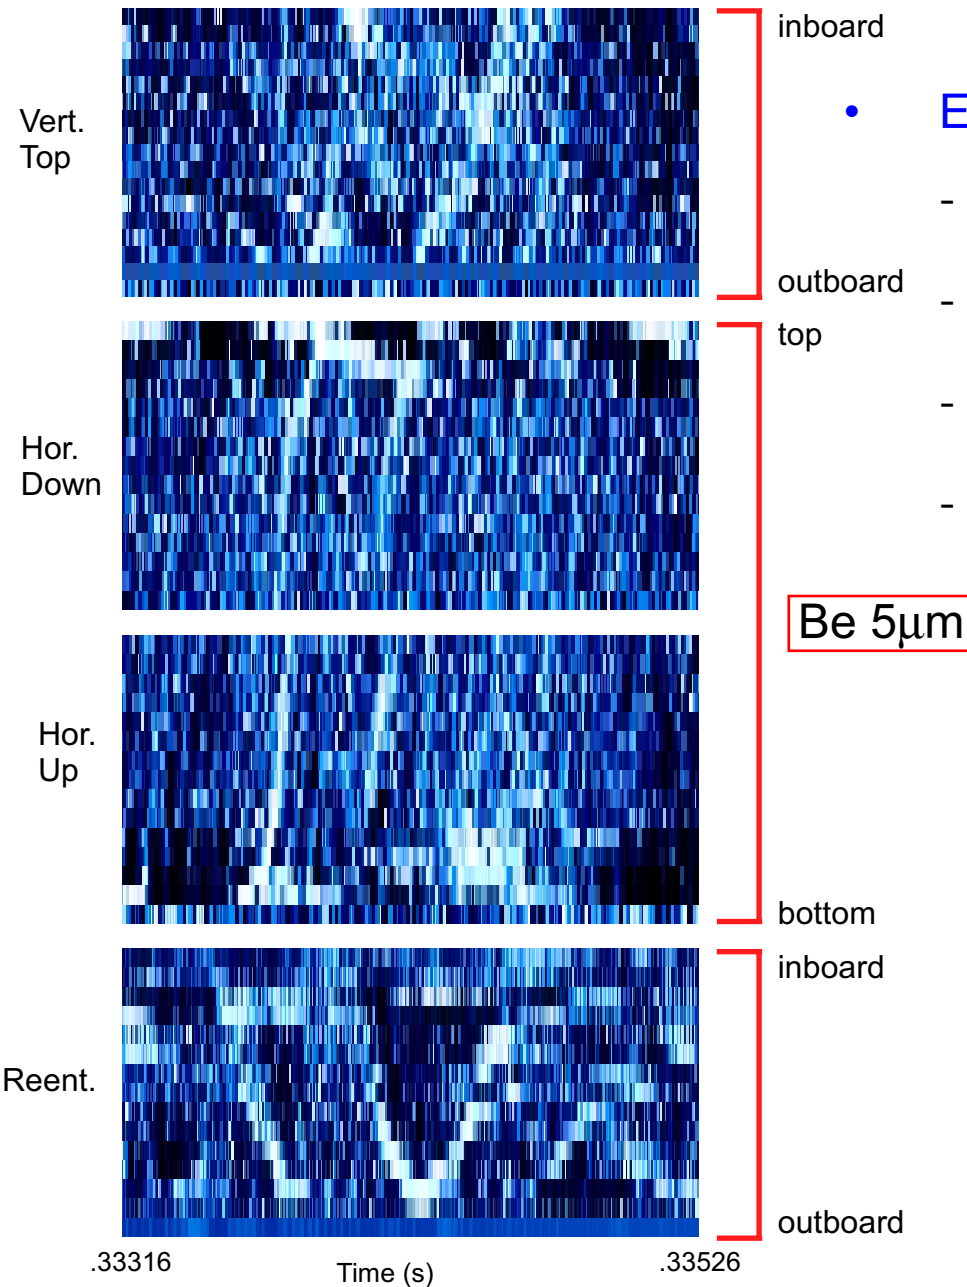 inboard
• E
Vert.
Top
-
outboard
-
top
-
Hor.
Down
-
Be 5μm
Hor.
Up
bottom
inboard
Reent.
outboard
.33316
Time (s)
.33526